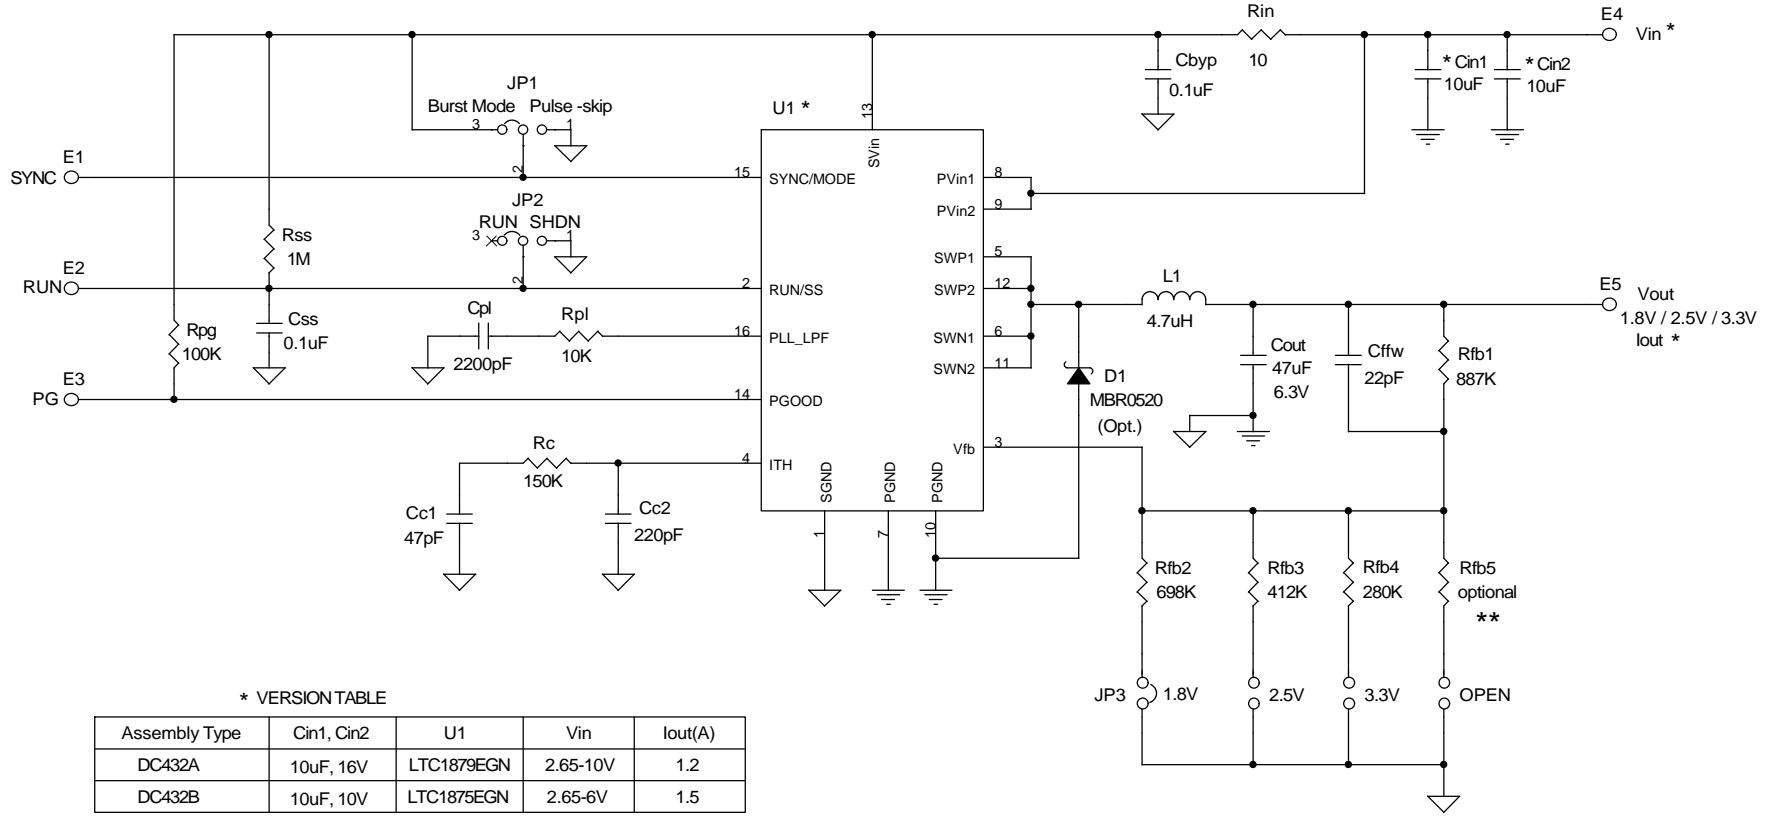 Rin
10
E4
Vin *
Cbyp
0.1uF
* Cin1
10uF
* Cin2
10uF
JP1
Burst Mode Pulse -skip
3
1
2
U1 *
13
SVin
E1
SYNC
15
SYNC/MODE
PVin1
8
PVin2
9
JP2
RUN SHDN
3
1
2
Rss
1M
E2
RUN
2
RUN/SS
SWP1
5
SWP2
12
SWN1
6
SWN2
11
L1
4.7uH
E5
Vout
1.8V / 2.5V / 3.3V
Iout *
Css
0.1uF
Cpl
2200pF
Rpl
10K
16
PLL_LPF
Rpg
100K
E3
PG
14
PGOOD
D1
MBR0520
(Opt.)
Cout
47uF
6.3V
Cffw
22pF
Rfb1
887K
Vfb
3
Rc
150K
4
ITH
Cc1
47pF
Cc2
220pF
SGND
PGND
PGND
1
7
10
Rfb2
698K
Rfb3
412K
Rfb4
280K
Rfb5
optional
**
JP3
1.8V
2.5V
3.3V
OPEN
* VERSION TABLE
Assembly Type Cin1, Cin2 U1 Vin Iout(A)
DC432A 10uF, 16V LTC1879EGN 2.65-10V 1.2
DC432B 10uF, 10V LTC1875EGN 2.65-6V 1.5